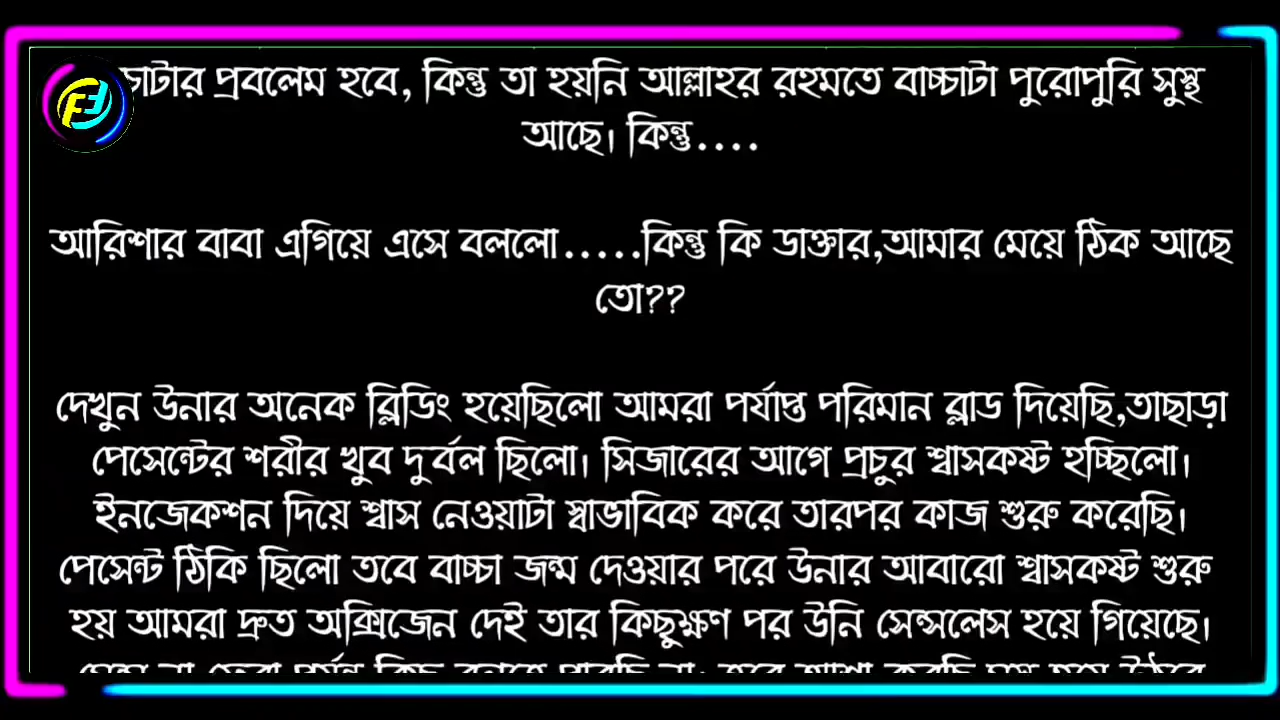 প্রবলেম হবে, কিন্তু তা হয়নি আল্লাহর রহমতে বাচ্চাটা পুরোপুরি সুস্থ
আছে। কিন্তু....
আরিশার বাবা এগিয়ে এসে বললো.....কিন্তু কি ডাক্তার,আমার মেয়ে ঠিক আছে
তো??
দেখুন উনার অনেক ব্লিডিং হয়েছিলো আমরা পর্যাপ্ত পরিমান ব্লাড দিয়েছি,তাছাড়া
পেসেন্টের শরীর খুব দুর্বল ছিলো। সিজারের আগে প্রচুর শ্বাসকষ্ট হচ্ছিলো।
ইনজেকশন দিয়ে শ্বাস নেওয়াটা স্বাভাবিক করে তারপর কাজ শুরু করেছি।
পেসেন্ট ঠিকি ছিলো তবে বাচ্চা জন্ম দেওয়ার পরে উনার আবারো শ্বাসকষ্ট শুরু
হয় আমরা দ্রুত অক্সিজেন দেই তার কিছুক্ষণ পর উনি সেন্সলেস হয়ে গিয়েছে।